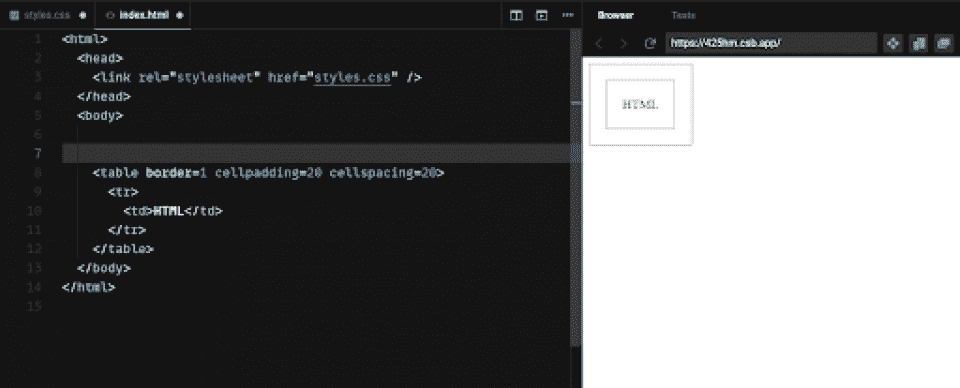 styles.css index.html
Browser Tests
https://425hm.csb.app/
1 <html>
2 <head>
3 <link rel="stylesheet" href="styles.css" />
4 </head>
5 <body>
6
7
8 <table border=1 cellpadding=20 cellspacing=20>
9 <tr>
10 <td>HTML</td>
11 </tr>
12 </table>
13 </body>
14 </html>
15
HTML